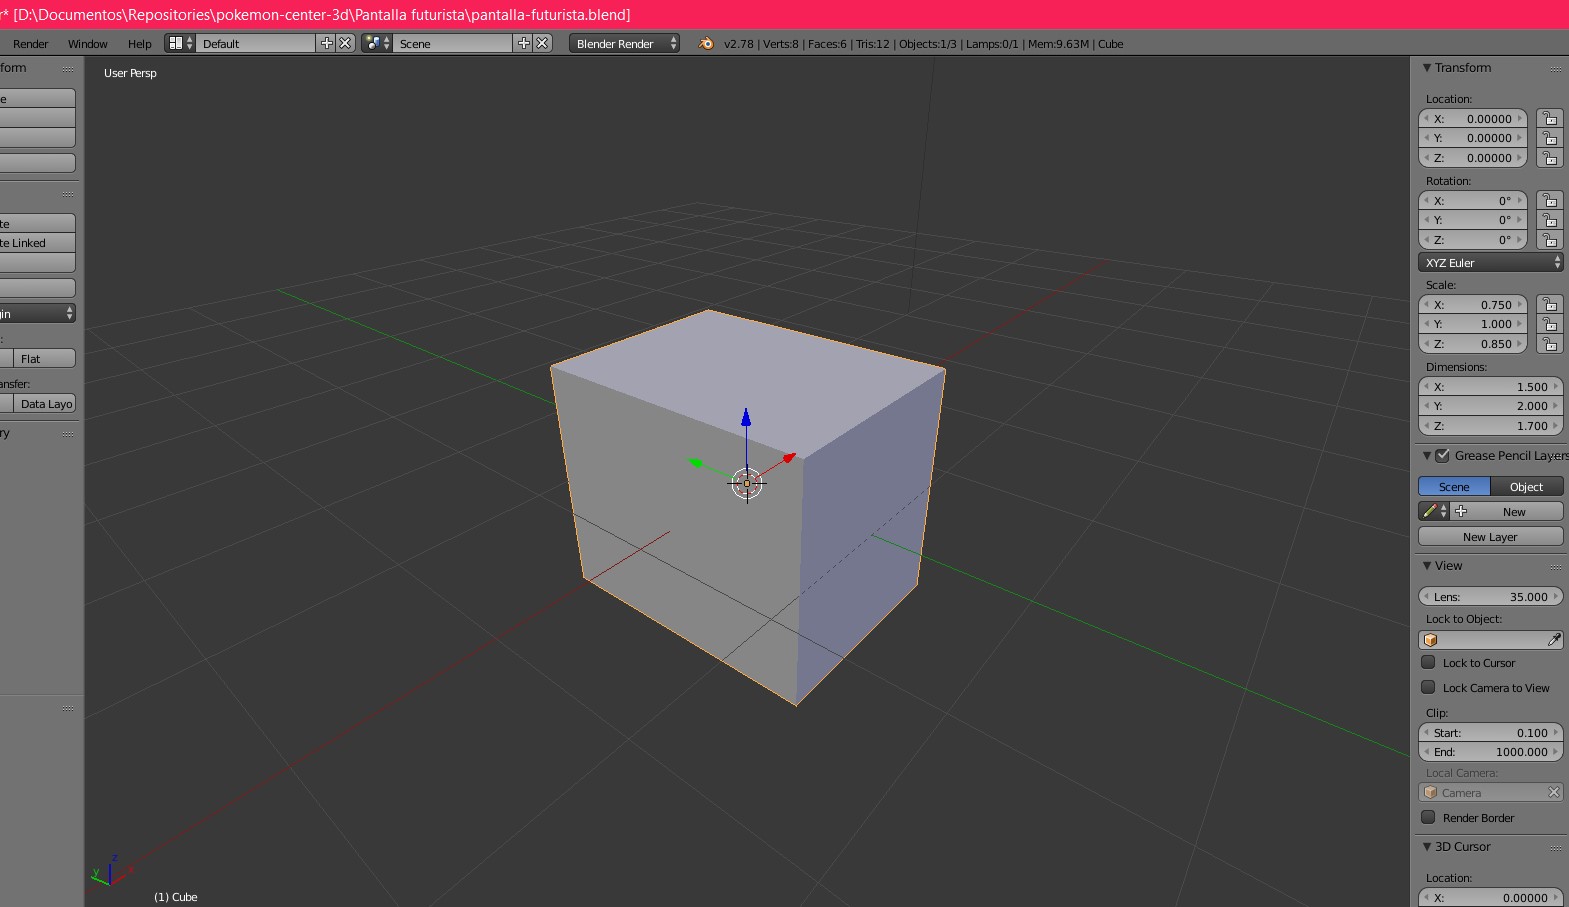 r* [D:\Documentos\Repositories\pokemon-center-3d\Pantalla futurista\pantalla-futurista.blend]
Render Window Help Default Scene Blender Render v2.78 | Verts:8 | Faces:6 | Tris:12 | Objects:1/3 | Lamps:0/1 | Mem:9.63M | Cube
form
e
te
te Linked
in
:
Flat
ansfer:
Data Layo
ry
User Persp
z
y
x
(1) Cube
Transform
Location:
X: 0.00000
Y: 0.00000
Z: 0.00000
Rotation:
X: 0°
Y: 0°
Z: 0°
XYZ Euler
Scale:
X: 0.750
Y: 1.000
Z: 0.850
Dimensions:
X: 1.500
Y: 2.000
Z: 1.700
Grease Pencil Layers
Scene Object
New
New Layer
View
Lens: 35.000
Lock to Object:
Lock to Cursor
Lock Camera to View
Clip:
Start: 0.100
End: 1000.000
Local Camera:
Camera
Render Border
3D Cursor
Location:
X: 0.00000